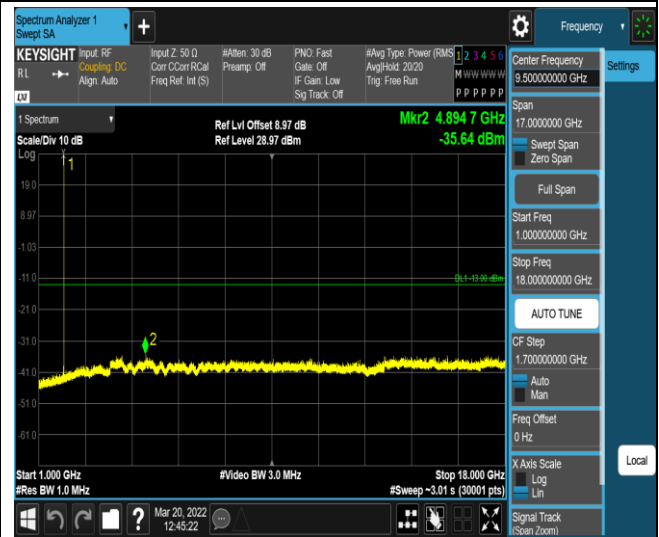 Spectrum Analyzer 1
Swept SA
Frequency
KEYSIGHT
RL
LXI
Input: RF
Coupling: DC
Align: Auto
Input Z: 50 Ω
Corr CCorr RCal
Freq Ref: Int (S)
#Atten: 30 dB
Preamp: Off
PNO: Fast
Gate: Off
IF Gain: Low
Sig Track: Off
#Avg Type: Power (RMS
Avg|Hold: 20/20
Trig: Free Run
1 2 3 4 5 6
M W W W W W
P P P P P P
1 Spectrum
Scale/Div 10 dB
Log
Ref Lvl Offset 8.97 dB
Ref Level 28.97 dBm
Mkr2 4.894 7 GHz
-35.64 dBm
1
19.0
8.97
-1.03
-11.0
DL1 -13.00 dBm
-21.0
-31.0
2
-41.0
-51.0
-61.0
Start 1.000 GHz
#Res BW 1.0 MHz
#Video BW 3.0 MHz
Stop 18.000 GHz
#Sweep ~3.01 s (30001 pts)
?
Mar 20, 2022
12:45:22
Center Frequency
9.500000000 GHz
Settings
Span
17.0000000 GHz
Swept Span
Zero Span
Full Span
Start Freq
1.000000000 GHz
Stop Freq
18.000000000 GHz
AUTO TUNE
CF Step
1.700000000 GHz
Auto
Man
Freq Offset
0 Hz
X Axis Scale
Log
Lin
Local
Signal Track
(Span Zoom)